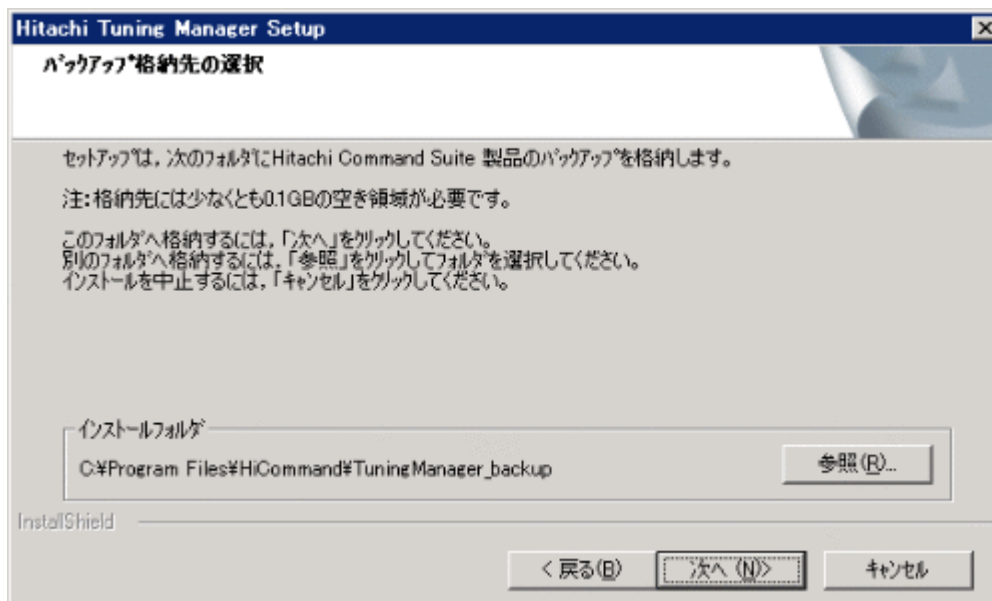 Hitachi Tuning Manager Setup
バックアップ格納先の選択
セットアップは，次のフォルダにHitachi Command Suite 製品のバックアップを格納します。
注：格納先には少なくとも0.1GBの空き領域が必要です。
このフォルダへ格納するには，「次へ」をクリックしてください。
別のフォルダへ格納するには，「参照」をクリックしてフォルダを選択してください。
インストールを中止するには，「キャンセル」をクリックしてください。
インストールフォルダ
C:¥Program Files¥HiCommand¥TuningManager_backup
参照(R)...
InstallShield
< 戻る(B)
次へ (N)>
キャンセル